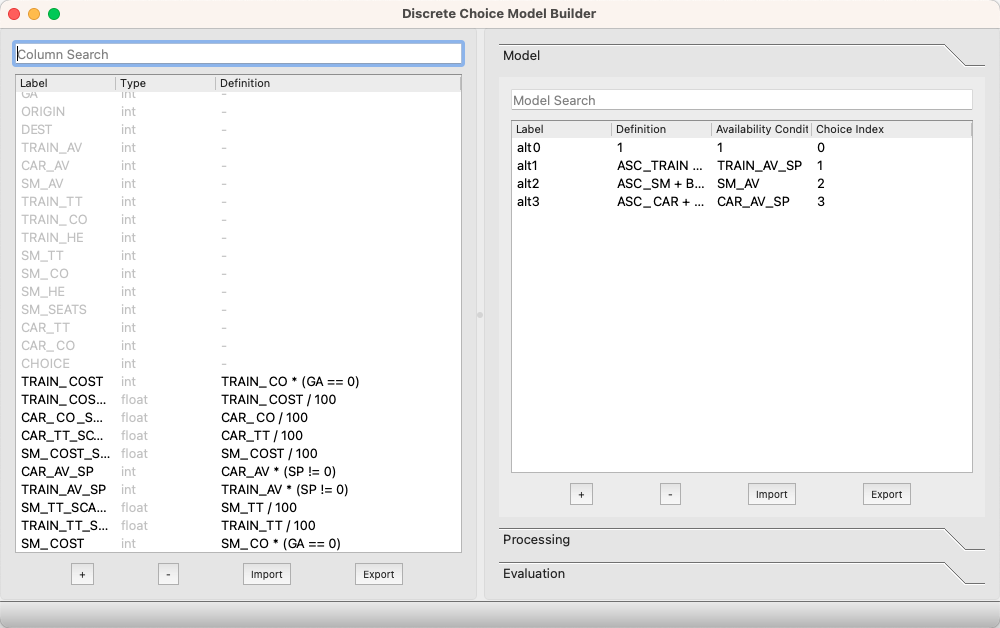 Discrete Choice Model Builder
Column Search
Label Type Definition
GA int -
ORIGIN int -
DEST int -
TRAIN_AV int -
CAR_AV int -
SM_AV int -
TRAIN_TT int -
TRAIN_CO int -
TRAIN_HE int -
SM_TT int -
SM_CO int -
SM_HE int -
SM_SEATS int -
CAR_TT int -
CAR_CO int -
CHOICE int -
TRAIN_COST int TRAIN_CO * (GA == 0)
TRAIN_COS... float TRAIN_COST / 100
CAR_CO_S... float CAR_CO / 100
CAR_TT_SC... float CAR_TT / 100
SM_COST_S... float SM_COST / 100
CAR_AV_SP int CAR_AV * (SP != 0)
TRAIN_AV_SP int TRAIN_AV * (SP != 0)
SM_TT_SCA... float SM_TT / 100
TRAIN_TT_S... float TRAIN_TT / 100
SM_COST int SM_CO * (GA == 0)
+ - Import Export
Model
Model Search
Label Definition Availability Condit Choice Index
alt0 1 1 0
alt1 ASC_TRAIN ... TRAIN_AV_SP 1
alt2 ASC_SM + B... SM_AV 2
alt3 ASC_CAR + ... CAR_AV_SP 3
+ - Import Export
Processing
Evaluation